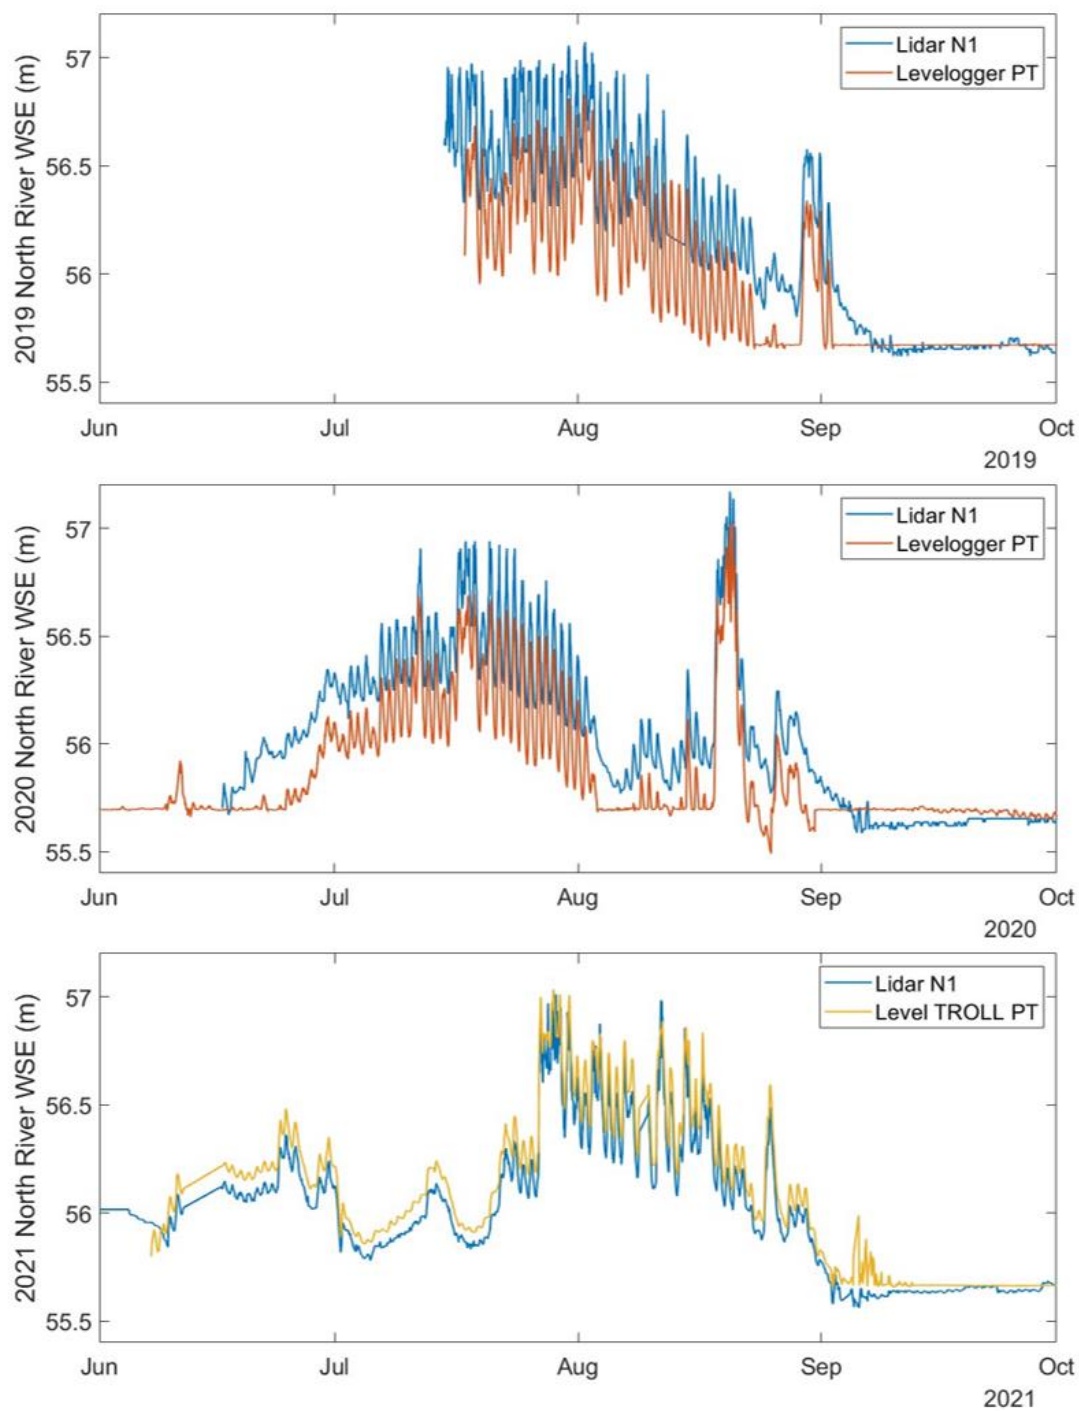 2019 North River WSE (m)
57
56.5
56
55.5
Lidar N1
Levelogger PT
Jun Jul Aug Sep Oct
2019
2020 North River WSE (m)
57
56.5
56
55.5
Lidar N1
Levelogger PT
Jun Jul Aug Sep Oct
2020
2021 North River WSE (m)
57
56.5
56
55.5
Lidar N1
Level TROLL PT
Jun Jul Aug Sep Oct
2021